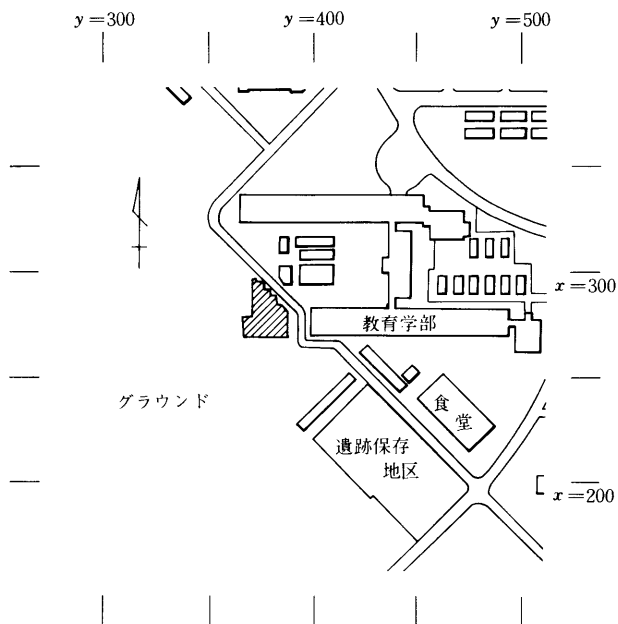 y=300
y=400
y=500
x=300
教育学部
グラウンド
食堂
遺跡保存
地区
x=200